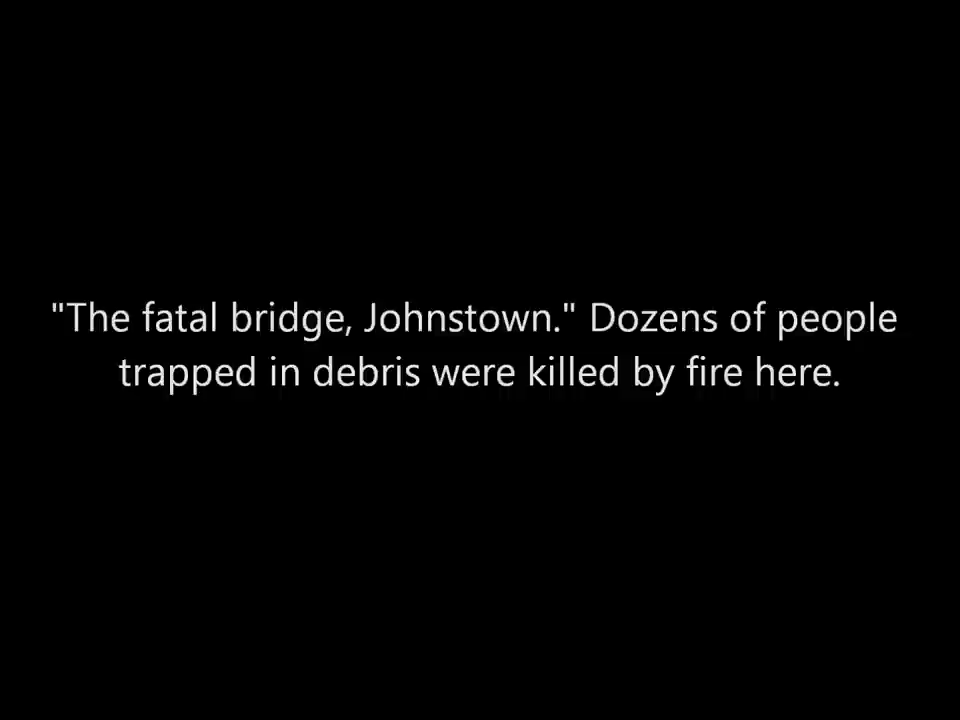 "The fatal bridge, Johnstown." Dozens of people
trapped in debris were killed by fire here.